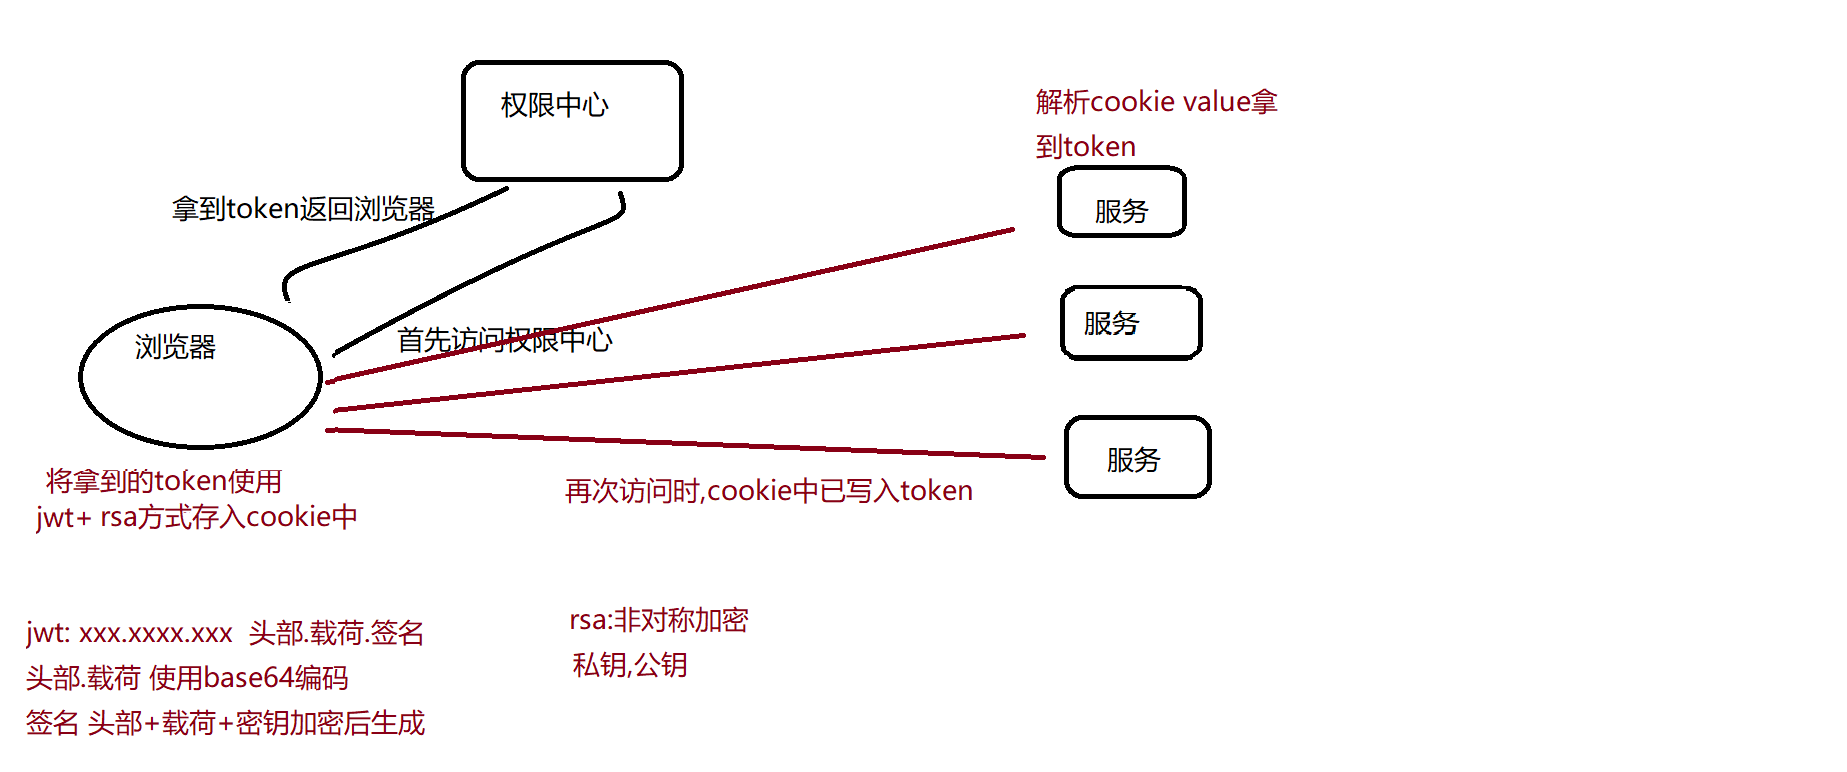 权限中心
解析cookie value拿
到token
拿到token返回浏览器
服务
浏览器
首先访问权限中心
服务
服务
将拿到的token使用
jwt+ rsa方式存入cookie中
再次访问时,cookie中已写入token
jwt: xxx.xxxx.xxx 头部.载荷.签名
头部.载荷 使用base64编码
签名 头部+载荷+密钥加密后生成
rsa:非对称加密
私钥,公钥